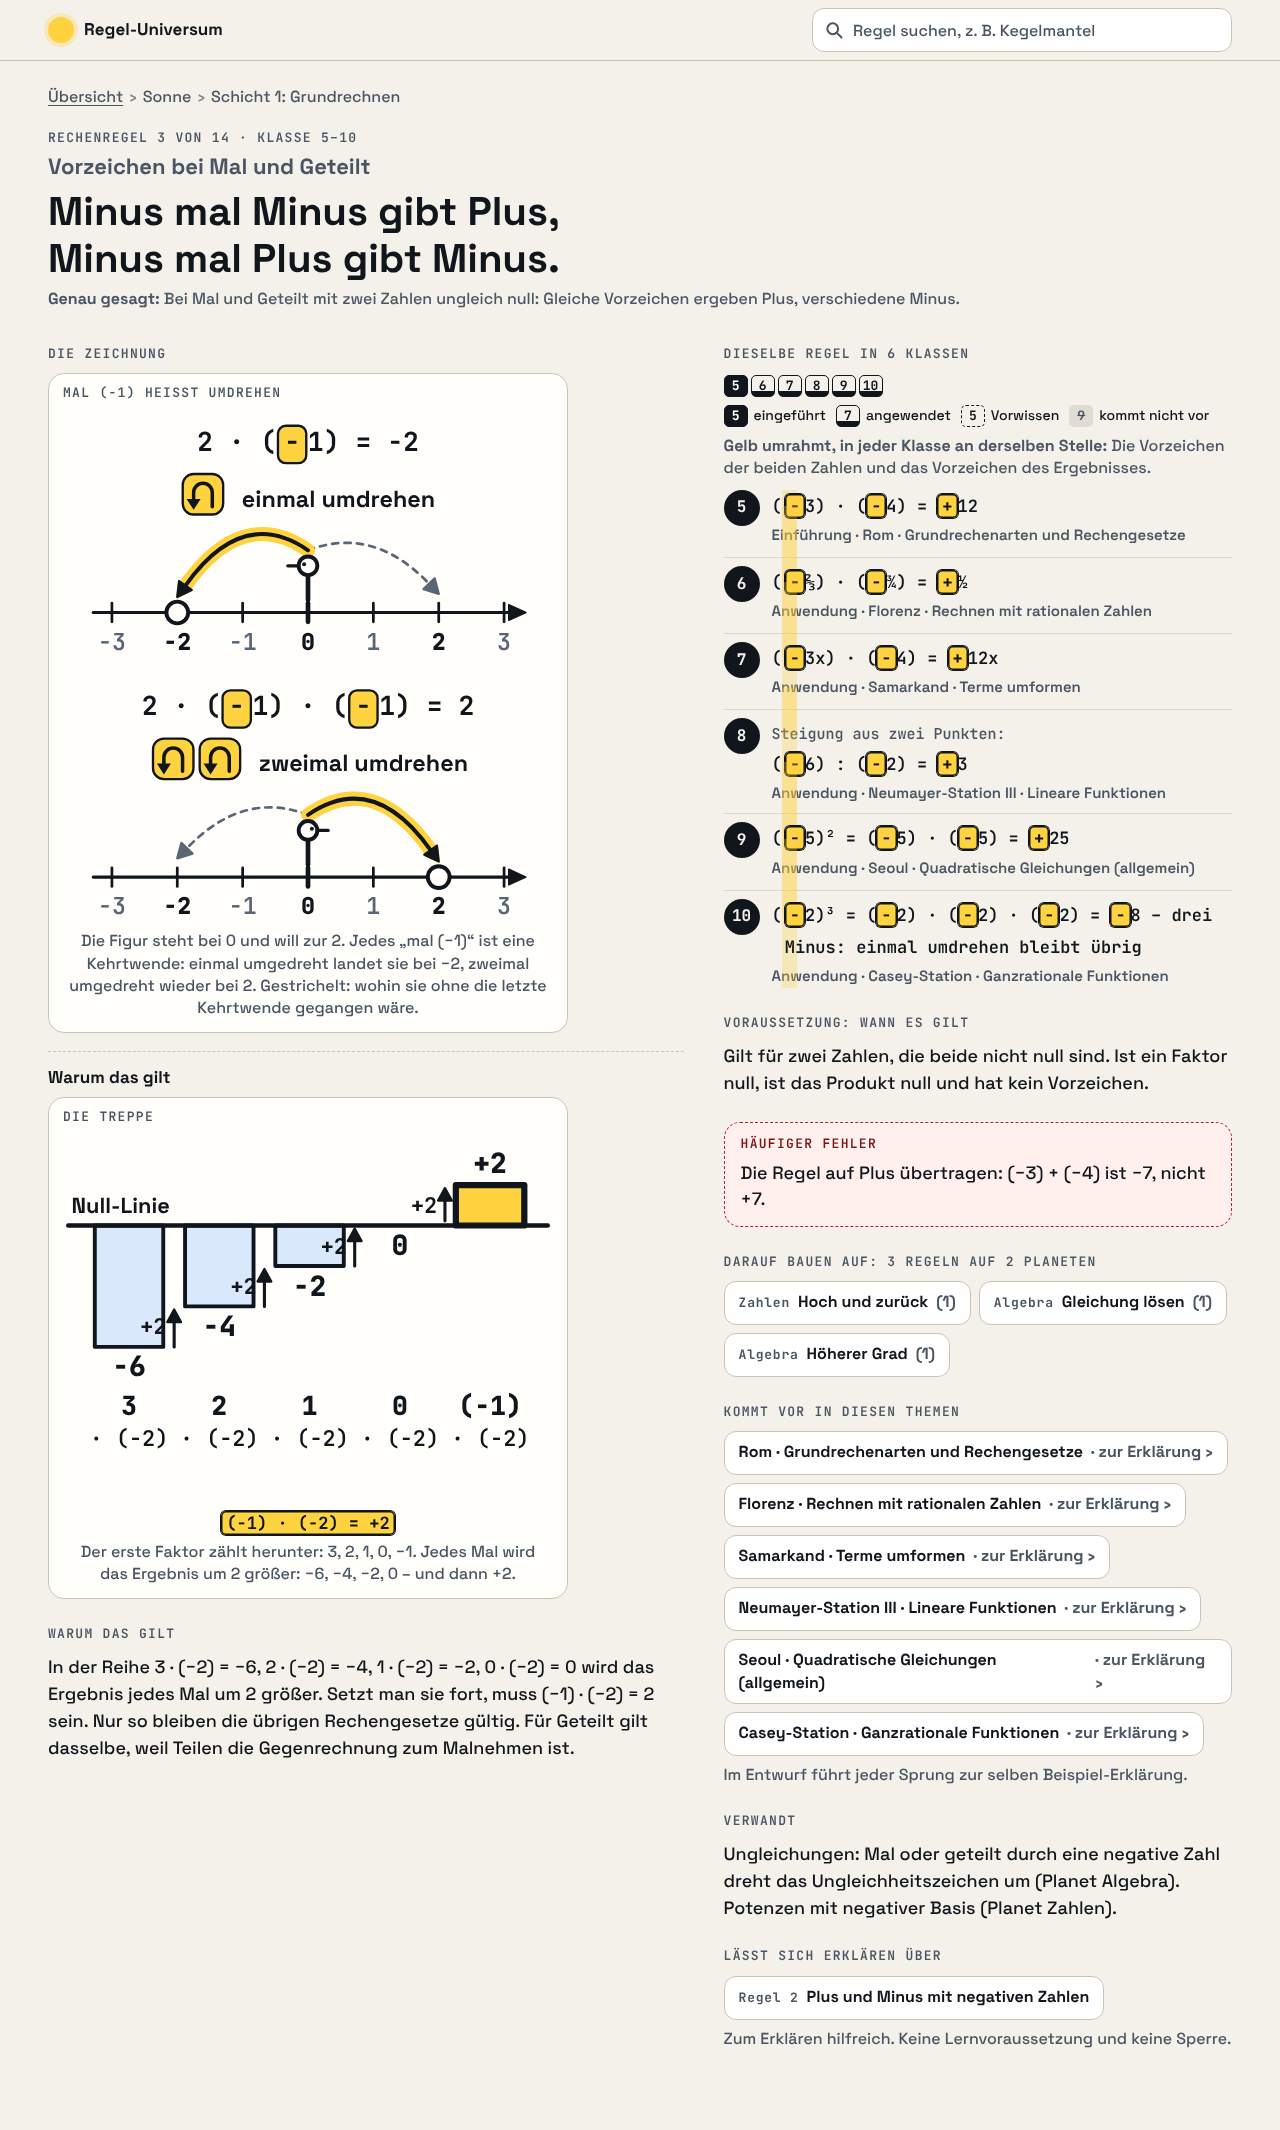 Regel-Universum
Regel suchen, z. B. Kegelmantel
Übersicht > Sonne > Schicht 1: Grundrechnen
RECHENREGEL 3 VON 14 · KLASSE 5–10
Vorzeichen bei Mal und Geteilt
Minus mal Minus gibt Plus,
Minus mal Plus gibt Minus.
Genau gesagt: Bei Mal und Geteilt mit zwei Zahlen ungleich null: Gleiche Vorzeichen ergeben Plus, verschiedene Minus.
DIE ZEICHNUNG
MAL (-1) HEISST UMDREHEN
2 · (-1) = -2
einmal umdrehen
-3 -2 -1 0 1 2 3
2 · (-1) · (-1) = 2
zweimal umdrehen
-3 -2 -1 0 1 2 3
Die Figur steht bei 0 und will zur 2. Jedes „mal (−1)“ ist eine
Kehrtwende: einmal umgedreht landet sie bei −2, zweimal
umgedreht wieder bei 2. Gestrichelt: wohin sie ohne die letzte
Kehrtwende gegangen wäre.
Warum das gilt
DIE TREPPE
+2
+2
Null-Linie
+2 0
+2 -2
+2 -4
-6
3 2 1 0 (-1)
· (-2) · (-2) · (-2) · (-2) · (-2)
(-1) · (-2) = +2
Der erste Faktor zählt herunter: 3, 2, 1, 0, −1. Jedes Mal wird
das Ergebnis um 2 größer: −6, −4, −2, 0 – und dann +2.
WARUM DAS GILT
In der Reihe 3 · (−2) = −6, 2 · (−2) = −4, 1 · (−2) = −2, 0 · (−2) = 0 wird das
Ergebnis jedes Mal um 2 größer. Setzt man sie fort, muss (−1) · (−2) = 2
sein. Nur so bleiben die übrigen Rechengesetze gültig. Für Geteilt gilt
dasselbe, weil Teilen die Gegenrechnung zum Malnehmen ist.
DIESELBE REGEL IN 6 KLASSEN
5 6 7 8 9 10
5 eingeführt 7 angewendet 5 Vorwissen 9 kommt nicht vor
Gelb umrahmt, in jeder Klasse an derselben Stelle: Die Vorzeichen
der beiden Zahlen und das Vorzeichen des Ergebnisses.
5 (-3) · (-4) = +12
Einführung · Rom · Grundrechenarten und Rechengesetze
6 (-⅔) · (-¾) = +½
Anwendung · Florenz · Rechnen mit rationalen Zahlen
7 (-3x) · (-4) = +12x
Anwendung · Samarkand · Terme umformen
8 Steigung aus zwei Punkten:
(-6) : (-2) = +3
Anwendung · Neumayer-Station III · Lineare Funktionen
9 (-5)² = (-5) · (-5) = +25
Anwendung · Seoul · Quadratische Gleichungen (allgemein)
10 (-2)³ = (-2) · (-2) · (-2) = -8 – drei
Minus: einmal umdrehen bleibt übrig
Anwendung · Casey-Station · Ganzrationale Funktionen
VORAUSSETZUNG: WANN ES GILT
Gilt für zwei Zahlen, die beide nicht null sind. Ist ein Faktor
null, ist das Produkt null und hat kein Vorzeichen.
HÄUFIGER FEHLER
Die Regel auf Plus übertragen: (−3) + (−4) ist −7, nicht
+7.
DARAUF BAUEN AUF: 3 REGELN AUF 2 PLANETEN
Zahlen Hoch und zurück (1) Algebra Gleichung lösen (1)
Algebra Höherer Grad (1)
KOMMT VOR IN DIESEN THEMEN
Rom · Grundrechenarten und Rechengesetze · zur Erklärung >
Florenz · Rechnen mit rationalen Zahlen · zur Erklärung >
Samarkand · Terme umformen · zur Erklärung >
Neumayer-Station III · Lineare Funktionen · zur Erklärung >
Seoul · Quadratische Gleichungen · zur Erklärung
(allgemein) >
Casey-Station · Ganzrationale Funktionen · zur Erklärung >
Im Entwurf führt jeder Sprung zur selben Beispiel-Erklärung.
VERWANDT
Ungleichungen: Mal oder geteilt durch eine negative Zahl
dreht das Ungleichheitszeichen um (Planet Algebra).
Potenzen mit negativer Basis (Planet Zahlen).
LÄSST SICH ERKLÄREN ÜBER
Regel 2 Plus und Minus mit negativen Zahlen
Zum Erklären hilfreich. Keine Lernvoraussetzung und keine Sperre.